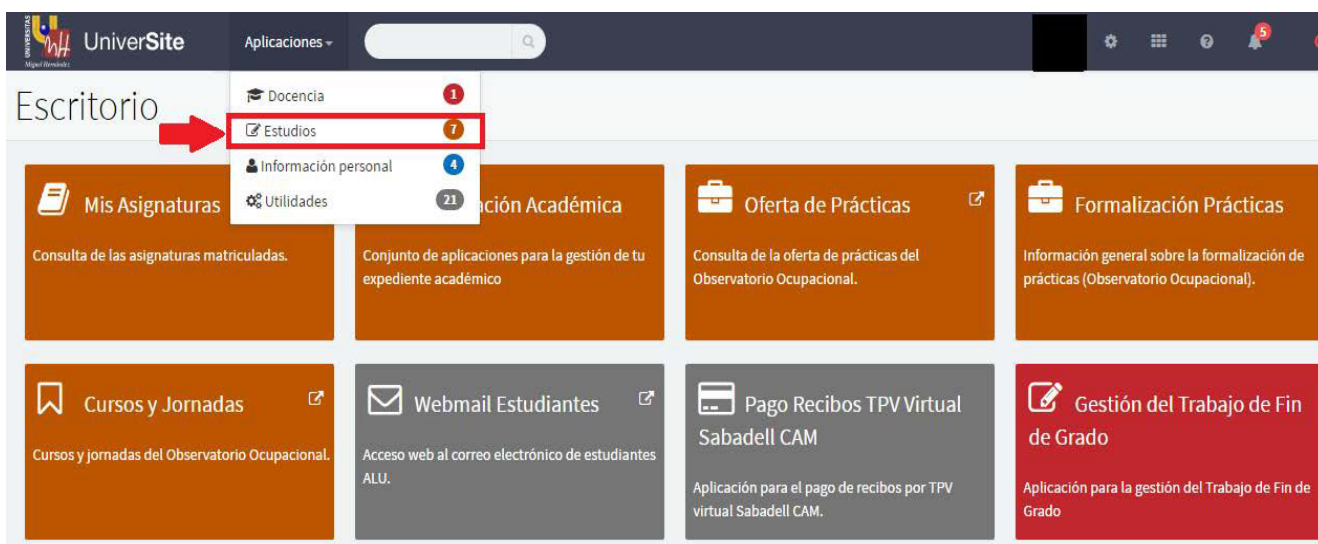 UNIVERSITAS
Miguel Hernández
UniverSite
Aplicaciones
5
Escritorio
Docencia 1
Estudios 7
Información personal 4
Utilidades 21
Mis Asignaturas
Consulta de las asignaturas matriculadas.
ción Académica
Conjunto de aplicaciones para la gestión de tu
expediente académico
Oferta de Prácticas
Consulta de la oferta de prácticas del
Observatorio Ocupacional.
Formalización Prácticas
Información general sobre la formalización de
prácticas (Observatorio Ocupacional).
Cursos y Jornadas
Cursos y jornadas del Observatorio Ocupacional.
Webmail Estudiantes
Acceso web al correo electrónico de estudiantes
ALU.
Pago Recibos TPV Virtual
Sabadell CAM
Aplicación para el pago de recibos por TPV
virtual Sabadell CAM.
Gestión del Trabajo de Fin
de Grado
Aplicación para la gestión del Trabajo de Fin de
Grado